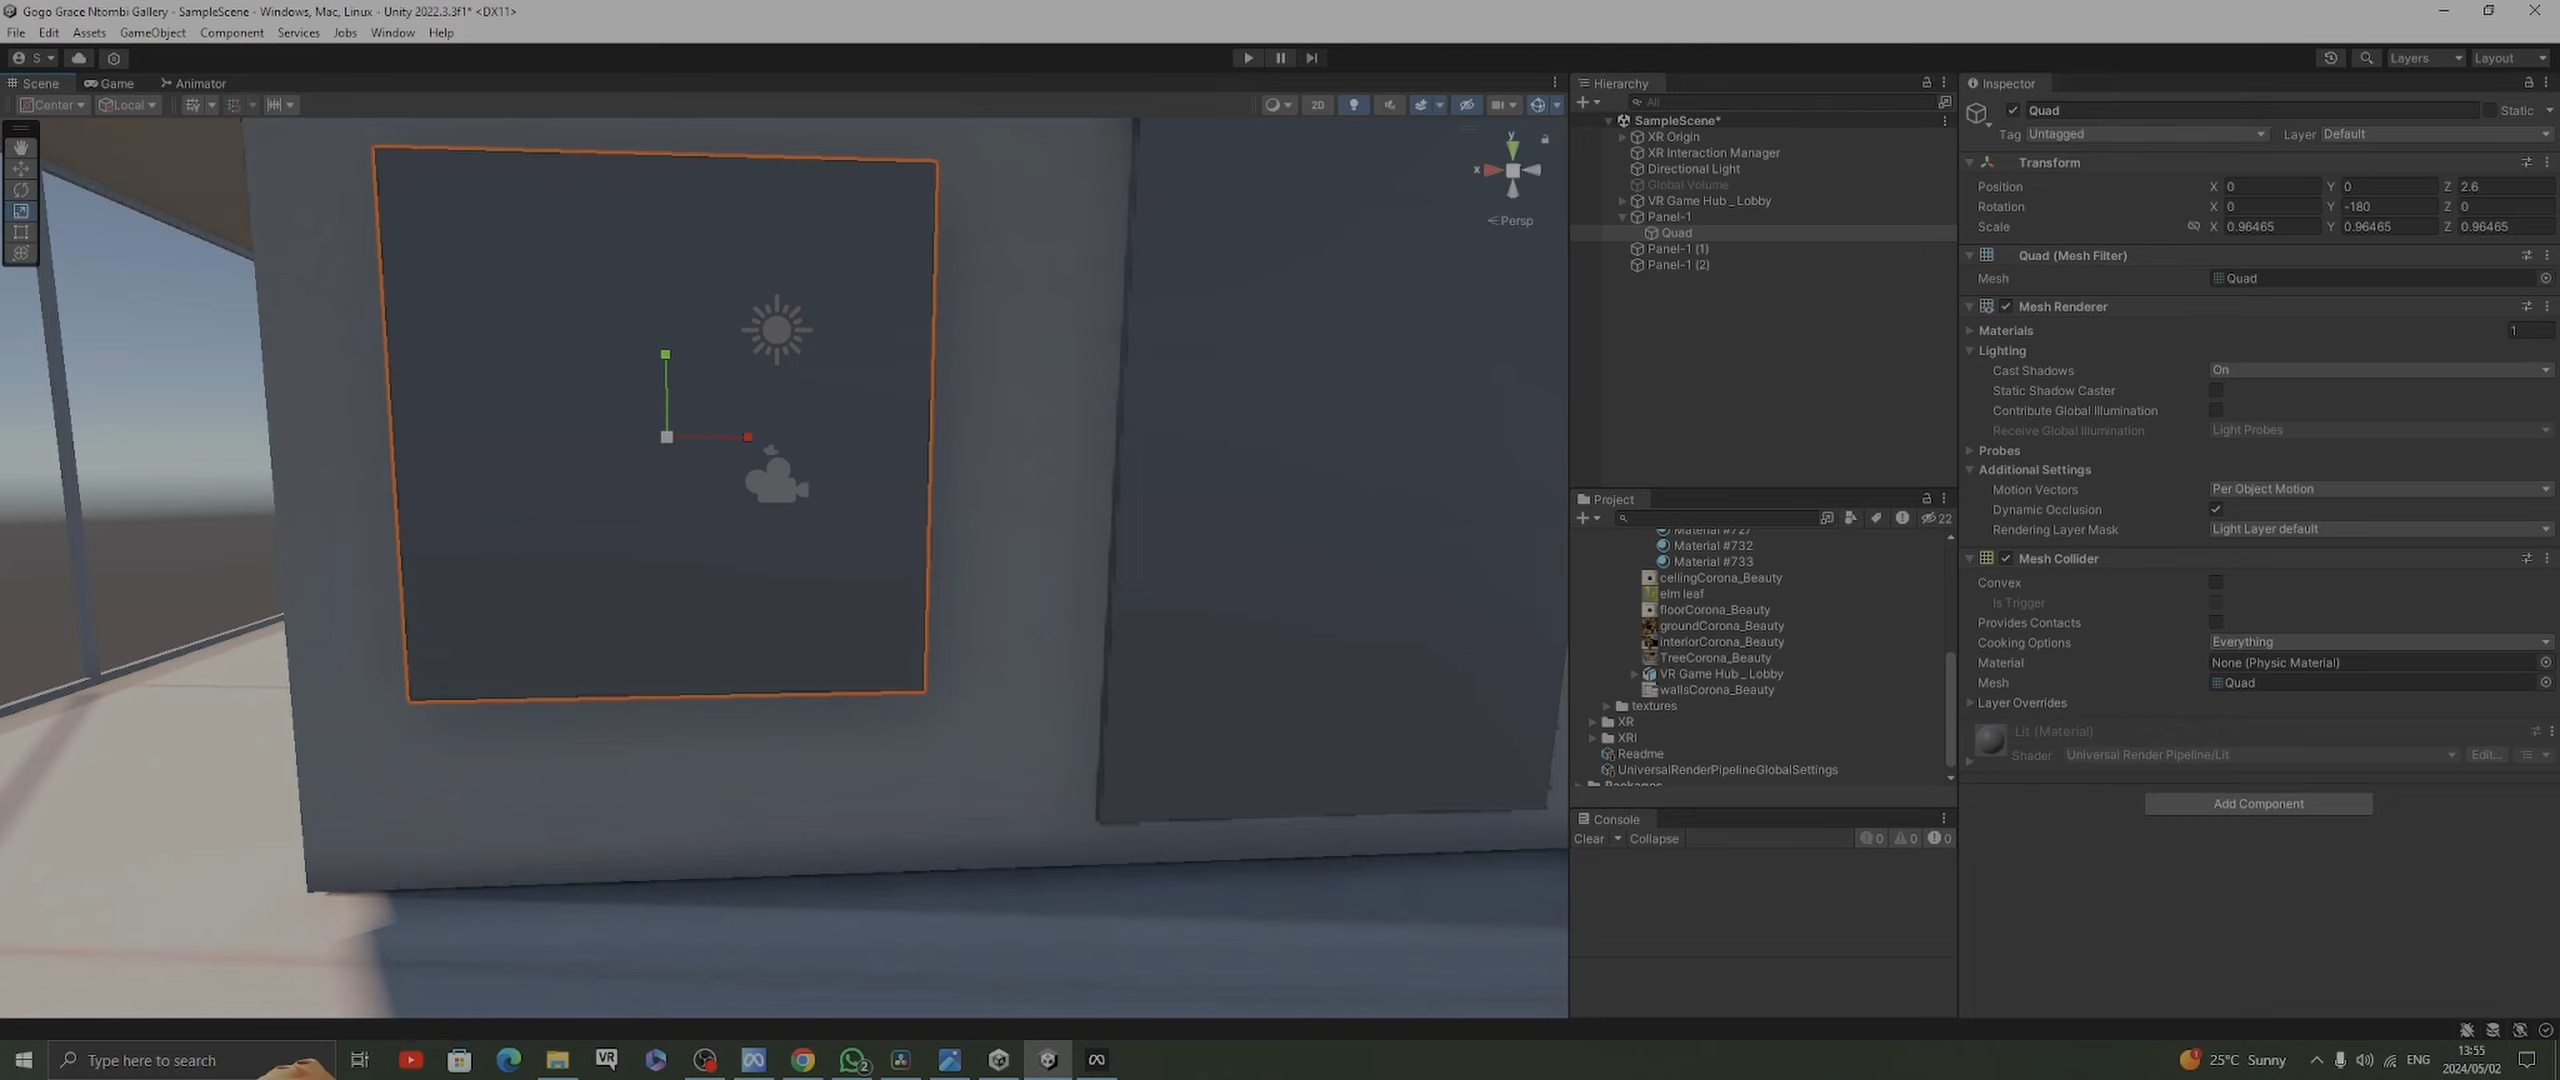 Gogo Grace Ntombi Gallery - SampleScene - Windows, Mac, Linux - Unity 2022.3.3f1* <DX11>
File Edit Assets GameObject Component Services Jobs Window Help
S Layers Layout
Scene Game Animator
Center Local 2D
y
x
Persp
Hierarchy
All
SampleScene*
XR Origin
XR Interaction Manager
Directional Light
Global Volume
VR Game Hub _ Lobby
Panel-1
Quad
Panel-1 (1)
Panel-1 (2)
Project
22
Material #727
Material #732
Material #733
cellingCorona_Beauty
elm leaf
floorCorona_Beauty
groundCorona_Beauty
interiorCorona_Beauty
TreeCorona_Beauty
VR Game Hub _ Lobby
wallsCorona_Beauty
textures
XR
XRI
Readme
UniversalRenderPipelineGlobalSettings
Packages
Console
Clear Collapse 0 0 0
Inspector
Quad Static
Tag Untagged Layer Default
Transform
Position X 0 Y 0 Z 2.6
Rotation X 0 Y -180 Z 0
Scale X 0.96465 Y 0.96465 Z 0.96465
Quad (Mesh Filter)
Mesh Quad
Mesh Renderer
Materials 1
Lighting
Cast Shadows On
Static Shadow Caster
Contribute Global Illumination
Receive Global Illumination Light Probes
Probes
Additional Settings
Motion Vectors Per Object Motion
Dynamic Occlusion
Rendering Layer Mask Light Layer default
Mesh Collider
Convex
Is Trigger
Provides Contacts
Cooking Options Everything
Material None (Physic Material)
Mesh Quad
Layer Overrides
Lit (Material)
Shader Universal Render Pipeline/Lit Edit...
Add Component
Type here to search VR 2 1 25°C Sunny ENG 13:55
2024/05/02